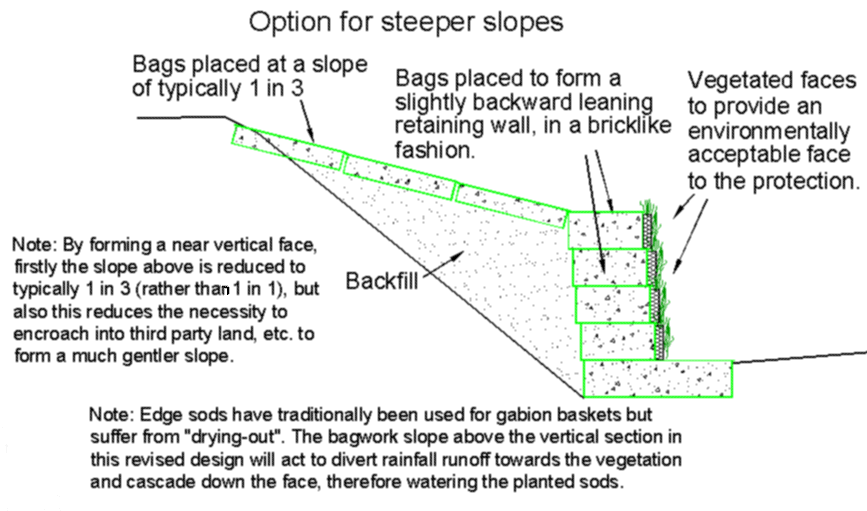 Option for steeper slopes
Bags placed at a slope
of typically 1 in 3
Bags placed to form a
slightly backward leaning
retaining wall, in a bricklike
fashion.
Vegetated faces
to provide an
environmentally
acceptable face
to the protection.
Note: By forming a near vertical face,
firstly the slope above is reduced to
typically 1 in 3 (rather than 1 in 1), but
also this reduces the necessity to
encroach into third party land, etc. to
form a much gentler slope.
Backfill
Note: Edge sods have traditionally been used for gabion baskets but
suffer from "drying-out". The bagwork slope above the vertical section in
this revised design will act to divert rainfall runoff towards the vegetation
and cascade down the face, therefore watering the planted sods.